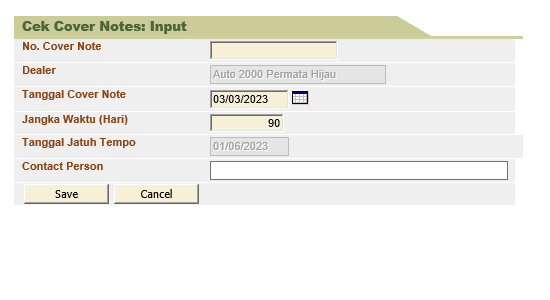 Cek Cover Notes: Input
No. Cover Note
Dealer Auto 2000 Permata Hijau
Tanggal Cover Note 03/03/2023
Jangka Waktu (Hari) 90
Tanggal Jatuh Tempo 01/06/2023
Contact Person
Save Cancel